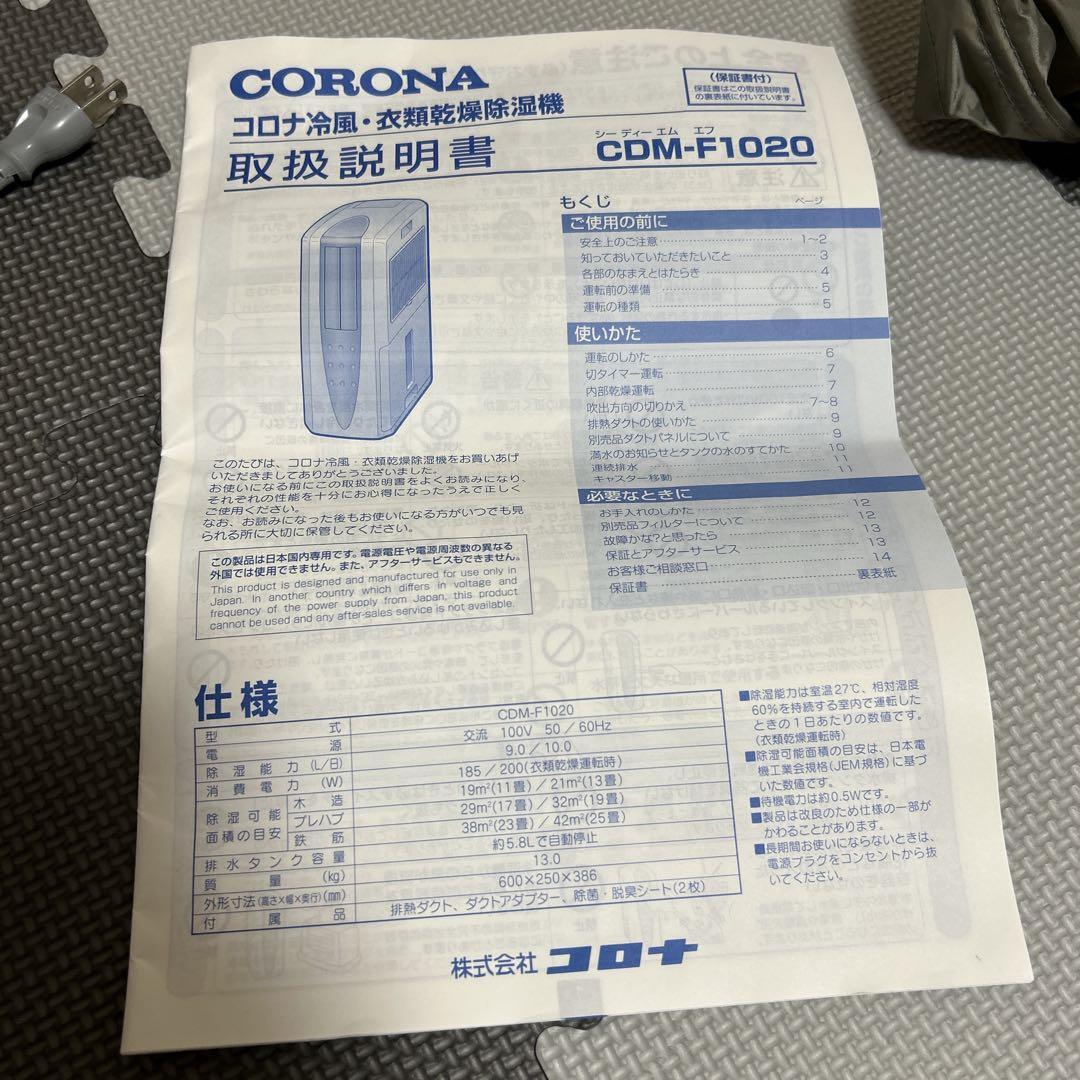 CORONA
コロナ冷風・衣類乾燥除湿機
取扱説明書
(保証書付)
保証書はこの取扱説明書
の裏表紙に付いています。
シー ディー エム エフ
CDM-F1020
もくじ ページ
ご使用の前に
安全上のご注意 1〜2
知っておいていただきたいこと 3
各部のなまえとはたらき 4
運転前の準備 5
運転の種類 5
使いかた
運転のしかた 6
切タイマー運転 7
内部乾燥運転 7
吹出方向の切りかえ 7〜8
排熱ダクトの使いかた 9
別売品ダクトパネルについて 9
満水のお知らせとタンクの水のすてかた 10
連続排水 11
キャスター移動 11
必要なときに
お手入れのしかた 12
別売品フィルターについて 12
故障かな?と思ったら 13
保証とアフターサービス 13
お客様ご相談窓口 14
保証書 裏表紙
このたびは、コロナ冷風・衣類乾燥除湿機をお買いあげ
いただきましてありがとうございました。
お使いになる前にこの取扱説明書をよくお読みになり、
それぞれの性能を十分にお心得になったうえで正しく
ご使用ください。
なお、お読みになった後もお使いになる方がいつでも見
られる所に大切に保管してください。
この製品は日本国内専用です。電源電圧や電源周波数の異なる
外国では使用できません。また、アフターサービスもできません。
This product is designed and manufactured for use only in
Japan. In another country which differs in voltage and
frequency of the power supply from Japan, this product
cannot be used and any after-sales service is not available.
仕様
型式 CDM-F1020
電源 交流 100V 50/60Hz
除湿能力(L/日) 9.0/10.0
消費電力(W) 185/200(衣類乾燥運転時)
除湿可能面積の目安 木造 19m²(11畳)/21m²(13畳)
プレハブ 29m²(17畳)/32m²(19畳)
鉄筋 38m²(23畳)/42m²(25畳)
排水タンク容量 約5.8Lで自動停止
質量(kg) 13.0
外形寸法(高さ×幅×奥行)(mm) 600×250×386
付属品 排熱ダクト、ダクトアダプター、除菌・脱臭シート(2枚)
■除湿能力は室温27℃、相対湿度
60%を持続する室内で運転した
ときの1日あたりの数値です。
(衣類乾燥運転時)
■除湿可能面積の目安は、日本電
機工業会規格(JEM規格)に基づ
いた数値です。
■待機電力は約0.5Wです。
■製品は改良のため仕様の一部が
かわることがあります。
■長期間お使いにならないときは、
電源プラグをコンセントから抜
いてください。
株式会社 コロナ